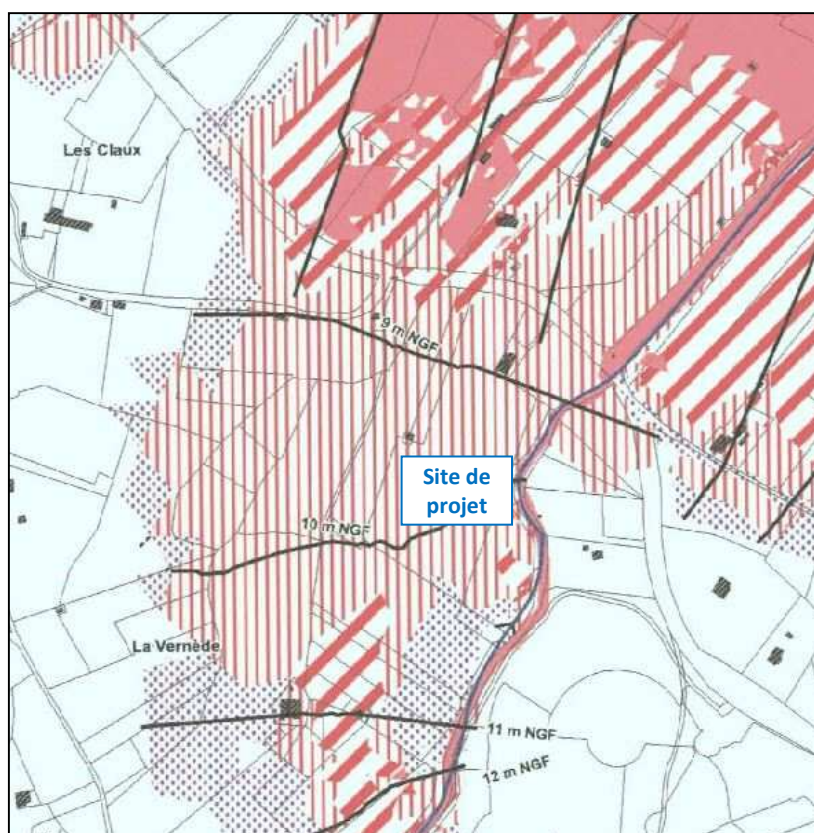 Les Claux
9 m NGF
Site de
projet
10 m NGF
La Vernède
11 m NGF
12 m NGF